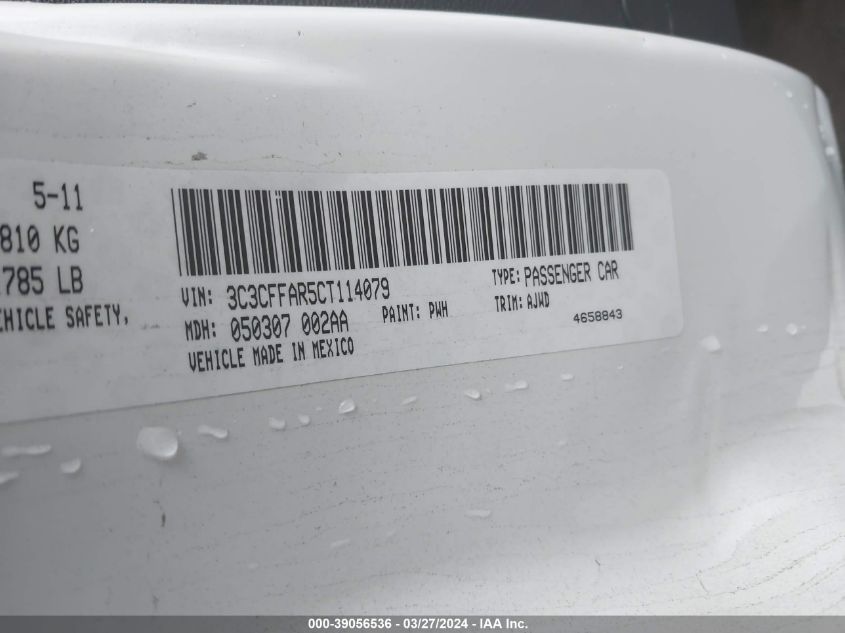 5-11
810 KG
785 LB
EHICLE SAFETY,
VIN: 3C3CFFAR5CT114079
TYPE: PASSENGER CAR
MDH: 050307 002AA
PAINT: PWH
TRIM: AJWD
VEHICLE MADE IN MEXICO
4658843
000-39056536 - 03/27/2024 - IAA Inc.